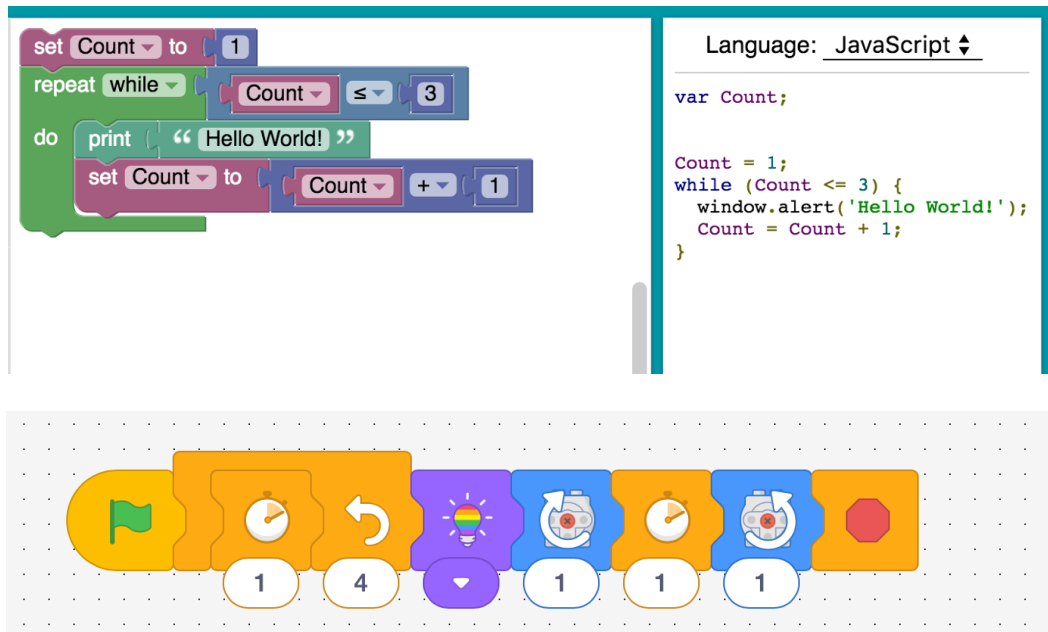 set Count to 1
repeat while Count ≤ 3
do print “ Hello World! ”
set Count to Count + 1
Language: JavaScript
var Count;
Count = 1;
while (Count <= 3) {
window.alert('Hello World!');
Count = Count + 1;
}
1 4 1 1 1